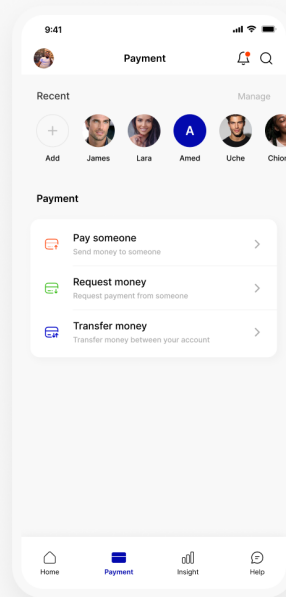 9:41
Payment
Recent Manage
Add James Lara A Amed Uche Chior
Payment
Pay someone
Send money to someone
Request money
Request payment from someone
Transfer money
Transfer money between your account
Home Payment Insight Help